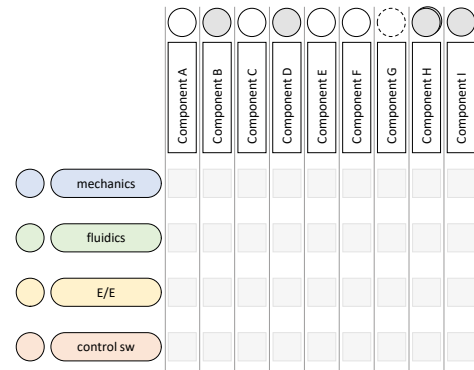 Component A
Component B
Component C
Component D
Component E
Component F
Component G
Component H
Component I
mechanics
fluidics
E/E
control sw